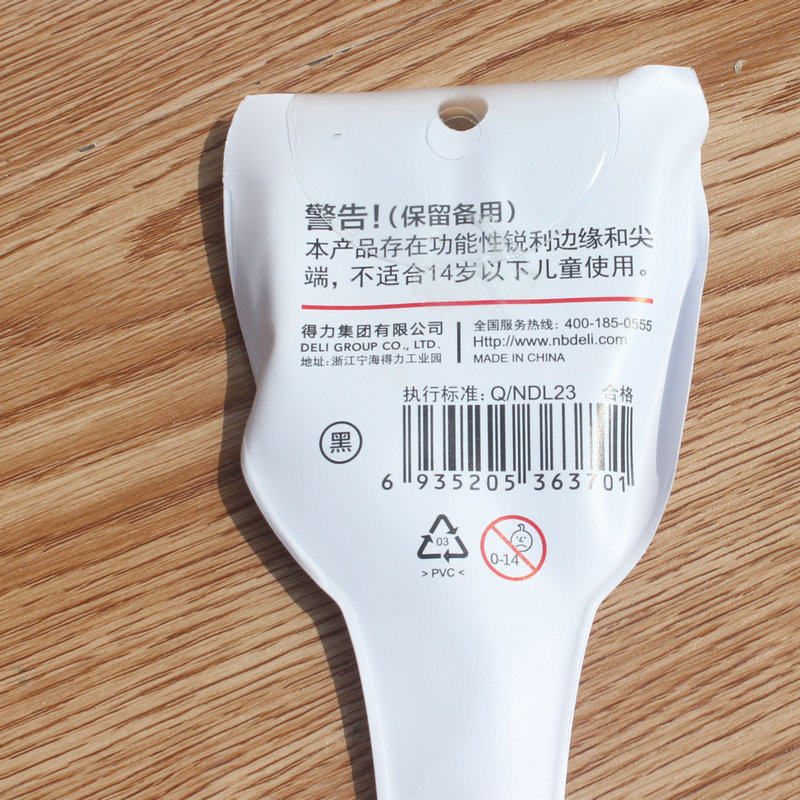 警告!(保留备用)
本产品存在功能性锐利边缘和尖
端，不适合14岁以下儿童使用。
得力集团有限公司
DELI GROUP CO., LTD.
地址: 浙江宁海得力工业园
全国服务热线: 400-185-0555
Http://www.nbdeli.com
MADE IN CHINA
执行标准: Q/NDL23 合格
黑
6 935205 363701
03
> PVC <
0-14